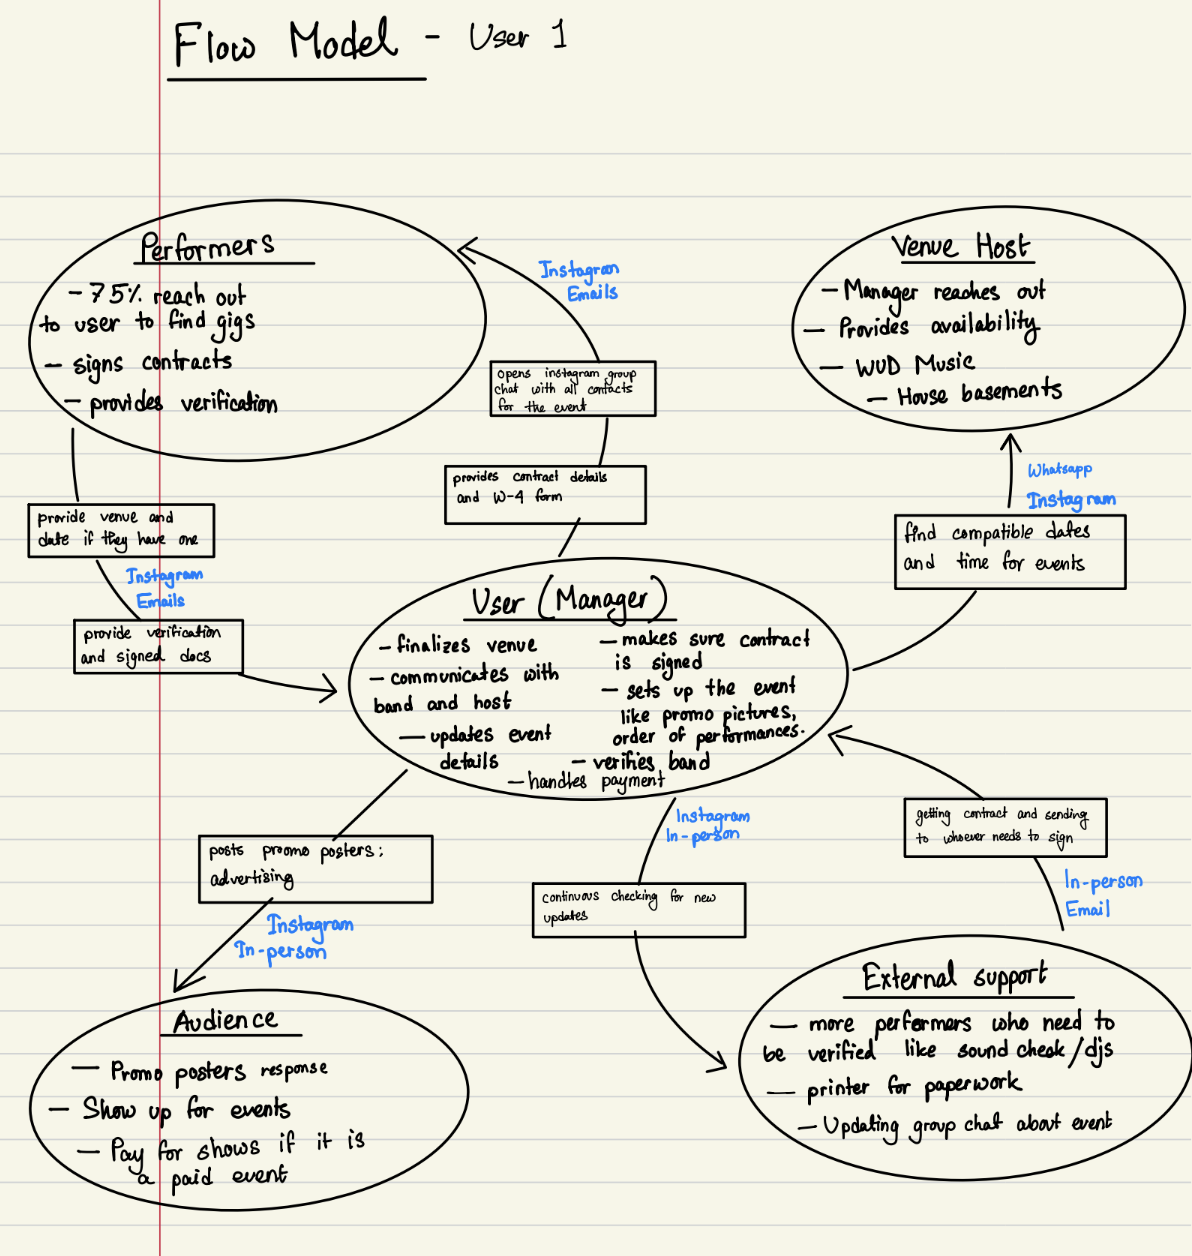 Flow Model - User 1
Performers
- 75% reach out
to user to find gigs
- signs contracts
- provides verification
Instagram
Emails
opens instagram group
chat with all contacts
for the event
provides contract details
and W-4 form
Venue Host
- Manager reaches out
- Provides availability
- WUD Music
- House basements
Whatsapp
Instagram
find compatible dates
and time for events
provide venue and
date if they have one
Instagram
Emails
provide verification
and signed docs
User (Manager)
- finalizes venue
- communicates with
band and host
- updates event
details
- makes sure contract
is signed
- sets up the event
like promo pictures,
order of performances.
- verifies band
- handles payment
posts promo posters;
advertising
Instagram
In-person
Instagram
In-person
continuous checking for new
updates
getting contract and sending
to whoever needs to sign
In-person
Email
Audience
- Promo posters response
- Show up for events
- Pay for shows if it is
a paid event
External support
- more performers who need to
be verified like sound check/djs
- printer for paperwork
- Updating group chat about event